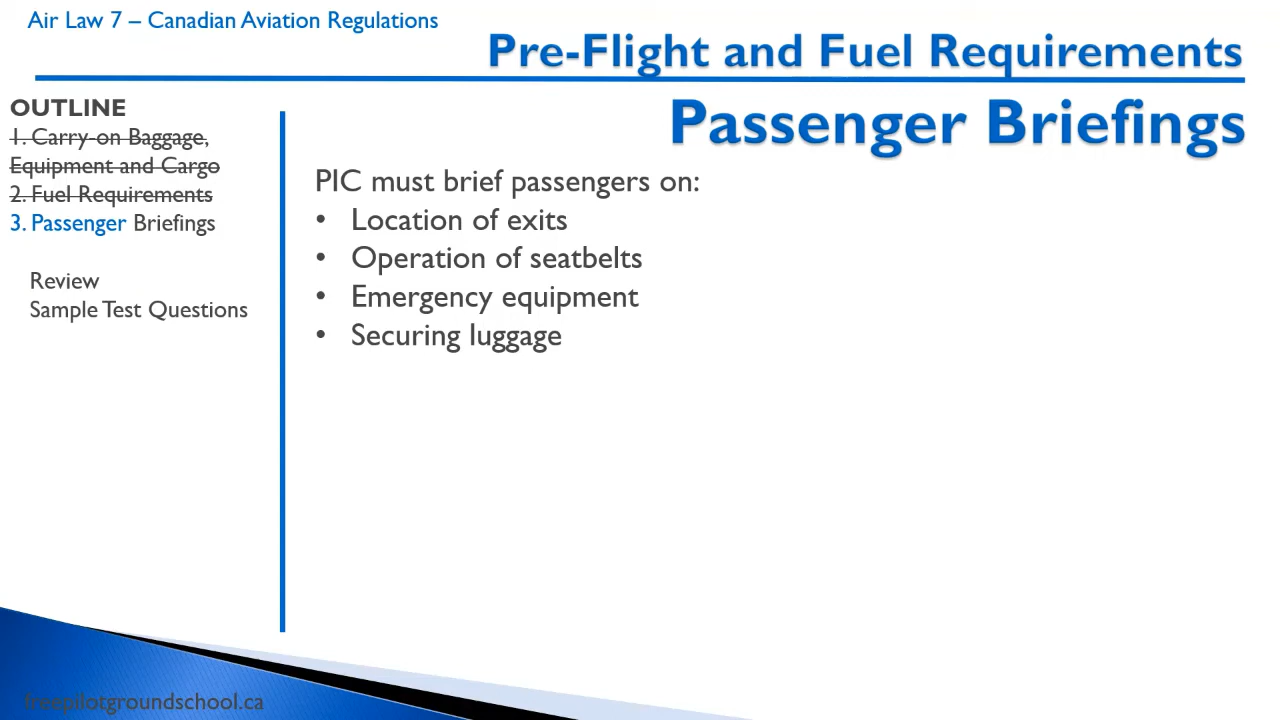 Air Law 7 – Canadian Aviation Regulations
Pre-Flight and Fuel Requirements
Passenger Briefings
OUTLINE
1. Carry-on Baggage,
Equipment and Cargo
2. Fuel Requirements
3. Passenger Briefings
Review
Sample Test Questions
PIC must brief passengers on:
• Location of exits
• Operation of seatbelts
• Emergency equipment
• Securing luggage
freepilotgroundschool.ca